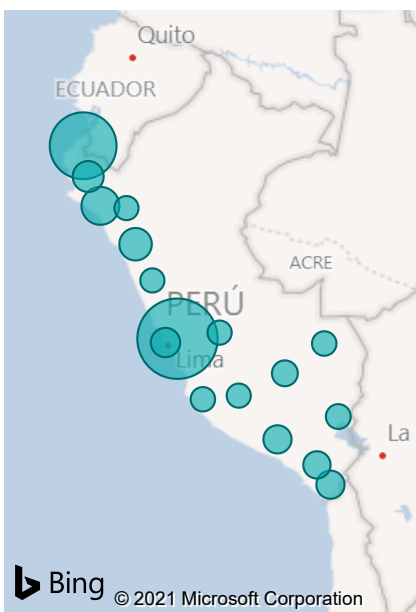 Quito
ECUADOR
ACRE
PERÚ
Lima
La
Bing
© 2021 Microsoft Corporation